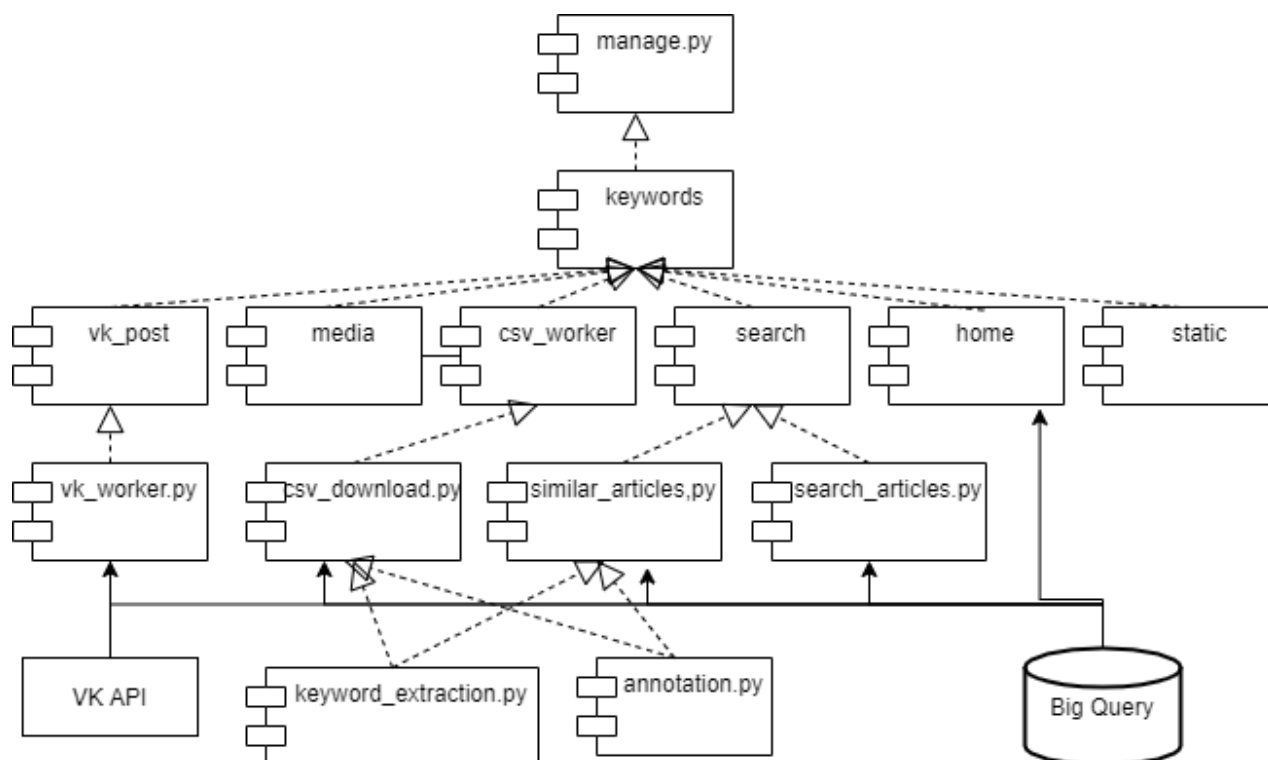 manage.py
keywords
vk_post
media
csv_worker
search
home
static
vk_worker.py
csv_download.py
similar_articles,py
search_articles.py
VK API
keyword_extraction.py
annotation.py
Big Query